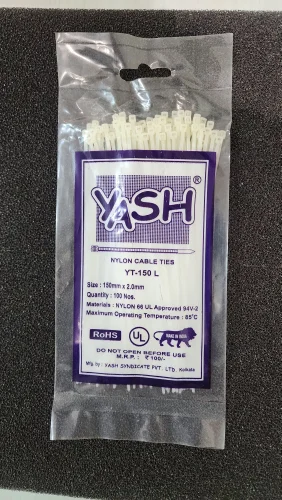 YASH®
NYLON CABLE TIES
YT-150 L
Size : 150mm x 2.0mm
Quantity : 100 Nos.
Materials : NYLON 66 UL Approved 94V-2
Maximum Operating Temperature : 85°C
RoHS UL MAKE IN INDIA
DO NOT OPEN BEFORE USE
M.R.P. : ₹ 100/-
Mfg by : YASH SYNDICATE PVT. LTD., Kolkata